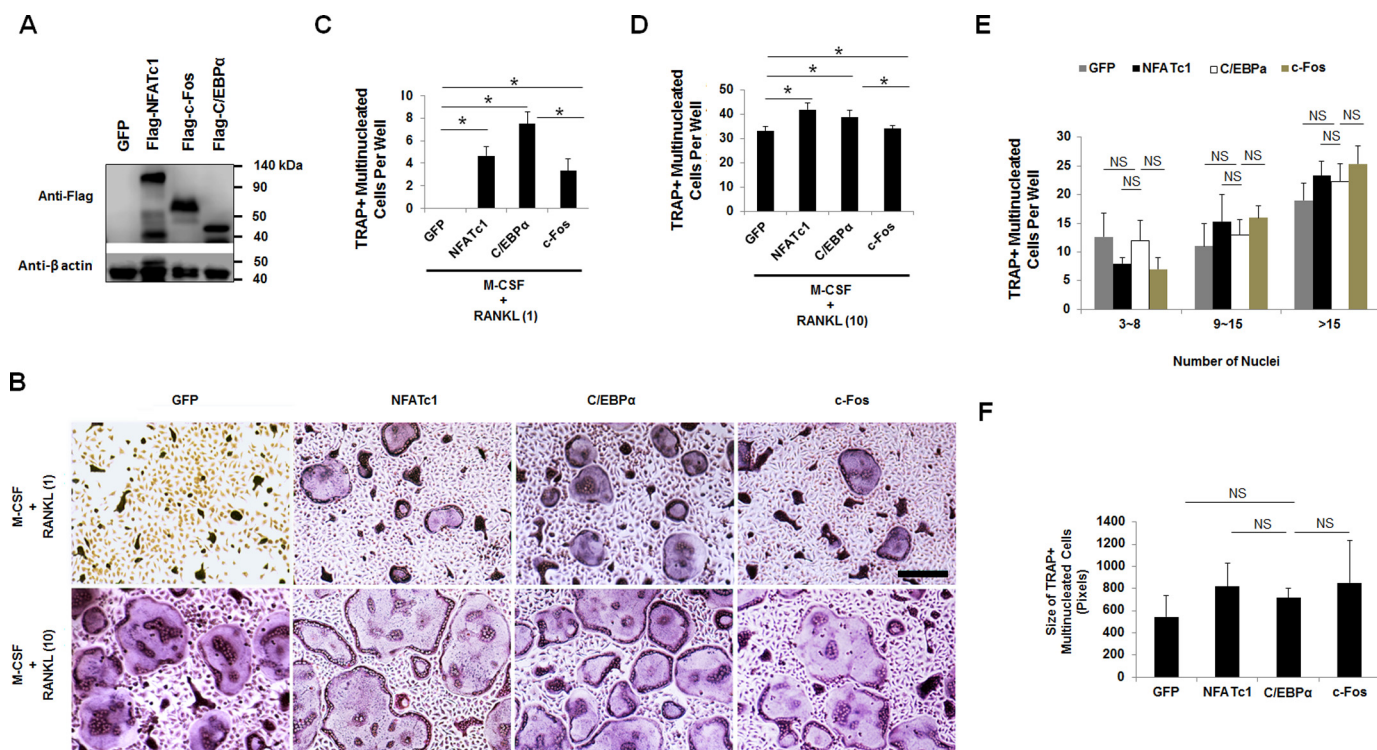 A
GFP
Flag-NFATc1
Flag-c-Fos
Flag-C/EBPα
Anti-Flag
Anti-β actin
140 kDa
90
50
40
50
40
C
TRAP+ Multinucleated
Cells Per Well
10
8
6
4
2
0
*
*
*
*
GFP
NFATc1
C/EBPα
c-Fos
M-CSF
+
RANKL (1)
D
TRAP+ Multinucleated
Cells Per Well
50
40
30
20
10
0
*
*
*
*
GFP
NFATc1
C/EBPα
c-Fos
M-CSF
+
RANKL (10)
E
GFP NFATc1 C/EBPa c-Fos
TRAP+ Multinucleated
Cells Per Well
30
25
20
15
10
5
0
NS NS
NS
NS NS
NS
NS NS
NS
3~8 9~15 >15
Number of Nuclei
B
GFP NFATc1 C/EBPα c-Fos
M-CSF
+
RANKL (1)
M-CSF
+
RANKL (10)
F
Size of TRAP+
Multinucleated Cells
(Pixels)
1400
1200
1000
800
600
400
200
0
NS
NS NS
GFP NFATc1 C/EBPα c-Fos